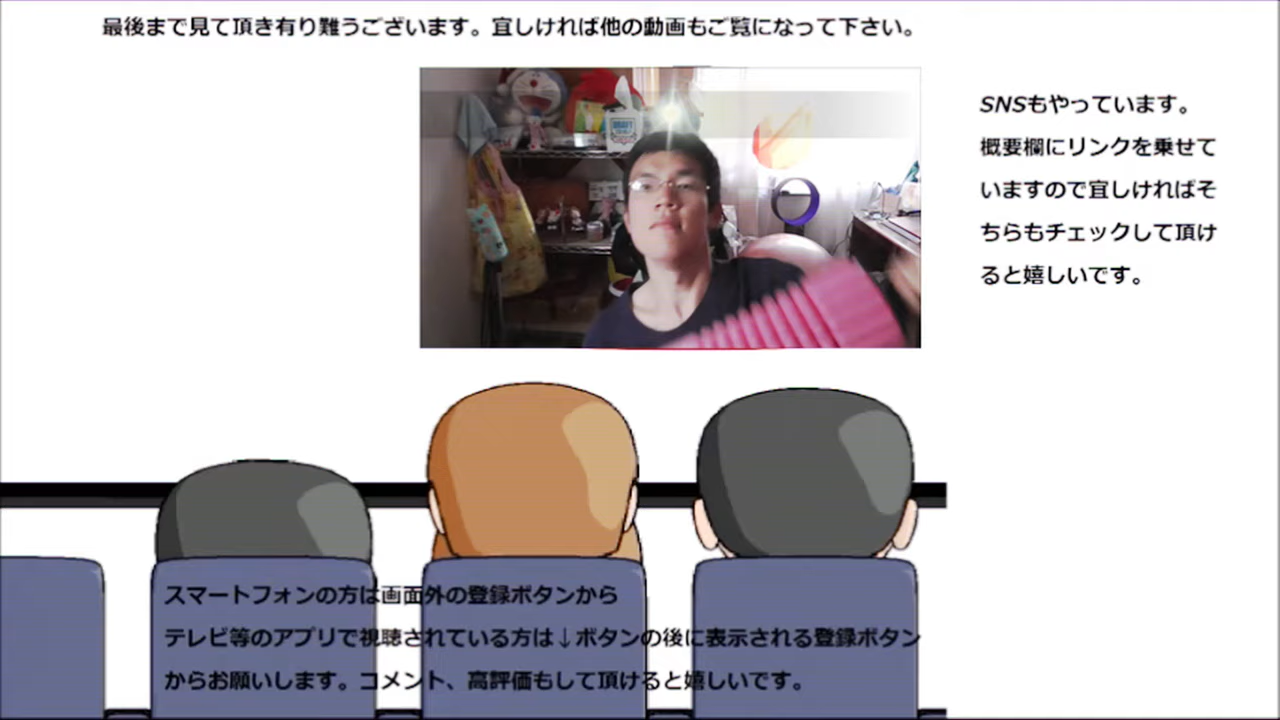 最後まで見て頂き有り難うございます。宜しければ他の動画もご覧になって下さい。
SNSもやっています。
概要欄にリンクを乗せて
いますので宜しければそ
ちらもチェックして頂け
ると嬉しいです。
スマートフォンの方は画面外の登録ボタンから
テレビ等のアプリで視聴されている方は↓ボタンの後に表示される登録ボタン
からお願いします。コメント、高評価もして頂けると嬉しいです。